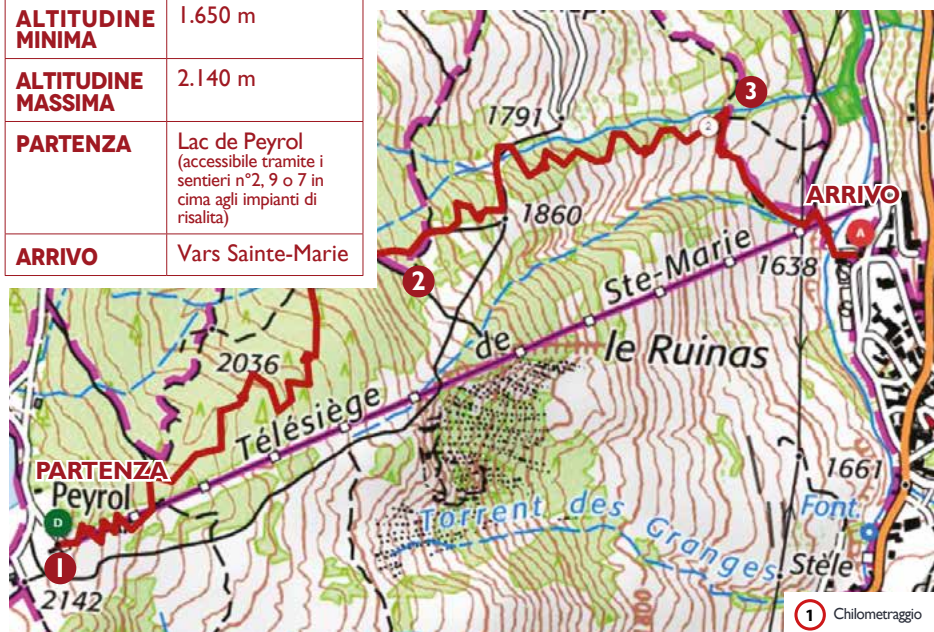 ALTITUDINE
MINIMA
1.650 m
ALTITUDINE
MASSIMA
2.140 m
PARTENZA
Lac de Peyrol
(accessibile tramite i
sentieri n°2, 9 o 7 in
cima agli impianti di
risalita)
ARRIVO
Vars Sainte-Marie
3
1791
2
ARRIVO
A
1860
2
1638
Télésiège de Ste-Marie
le Ruinas
2036
PARTENZA
Peyrol
D
1
2142
1661
Font.
Torrent des Granges
Stèle
1 Chilometraggio